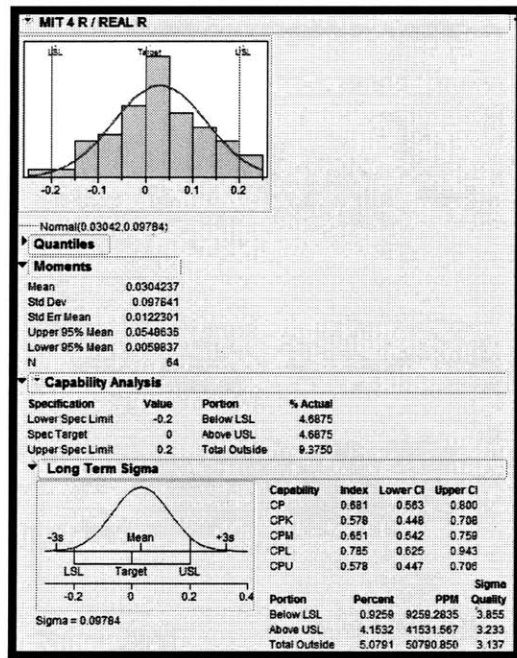 MIT 4 R / REAL R
LSL Target USL
-0.2 -0.1 0 0.1 0.2
Normal(0.03042,0.09784)
Quantiles
Moments
Mean 0.0304237
Std Dev 0.097841
Std Err Mean 0.0122301
Upper 95% Mean 0.0548636
Lower 95% Mean 0.0059837
N 64
Capability Analysis
Specification Value Portion % Actual
Lower Spec Limit -0.2 Below LSL 4.6875
Spec Target 0 Above USL 4.6875
Upper Spec Limit 0.2 Total Outside 9.3750
Long Term Sigma
-3s Mean +3s
LSL Target USL
-0.2 0 0.2 0.4
Sigma = 0.09784
Capability Index Lower CI Upper CI
CP 0.681 0.563 0.800
CPK 0.578 0.448 0.708
CPM 0.651 0.542 0.759
CPL 0.785 0.625 0.943
CPU 0.578 0.447 0.706
Portion Percent PPM Sigma Quality
Below LSL 0.9259 9259.2835 3.855
Above USL 4.1532 41531.567 3.233
Total Outside 5.0791 50790.850 3.137